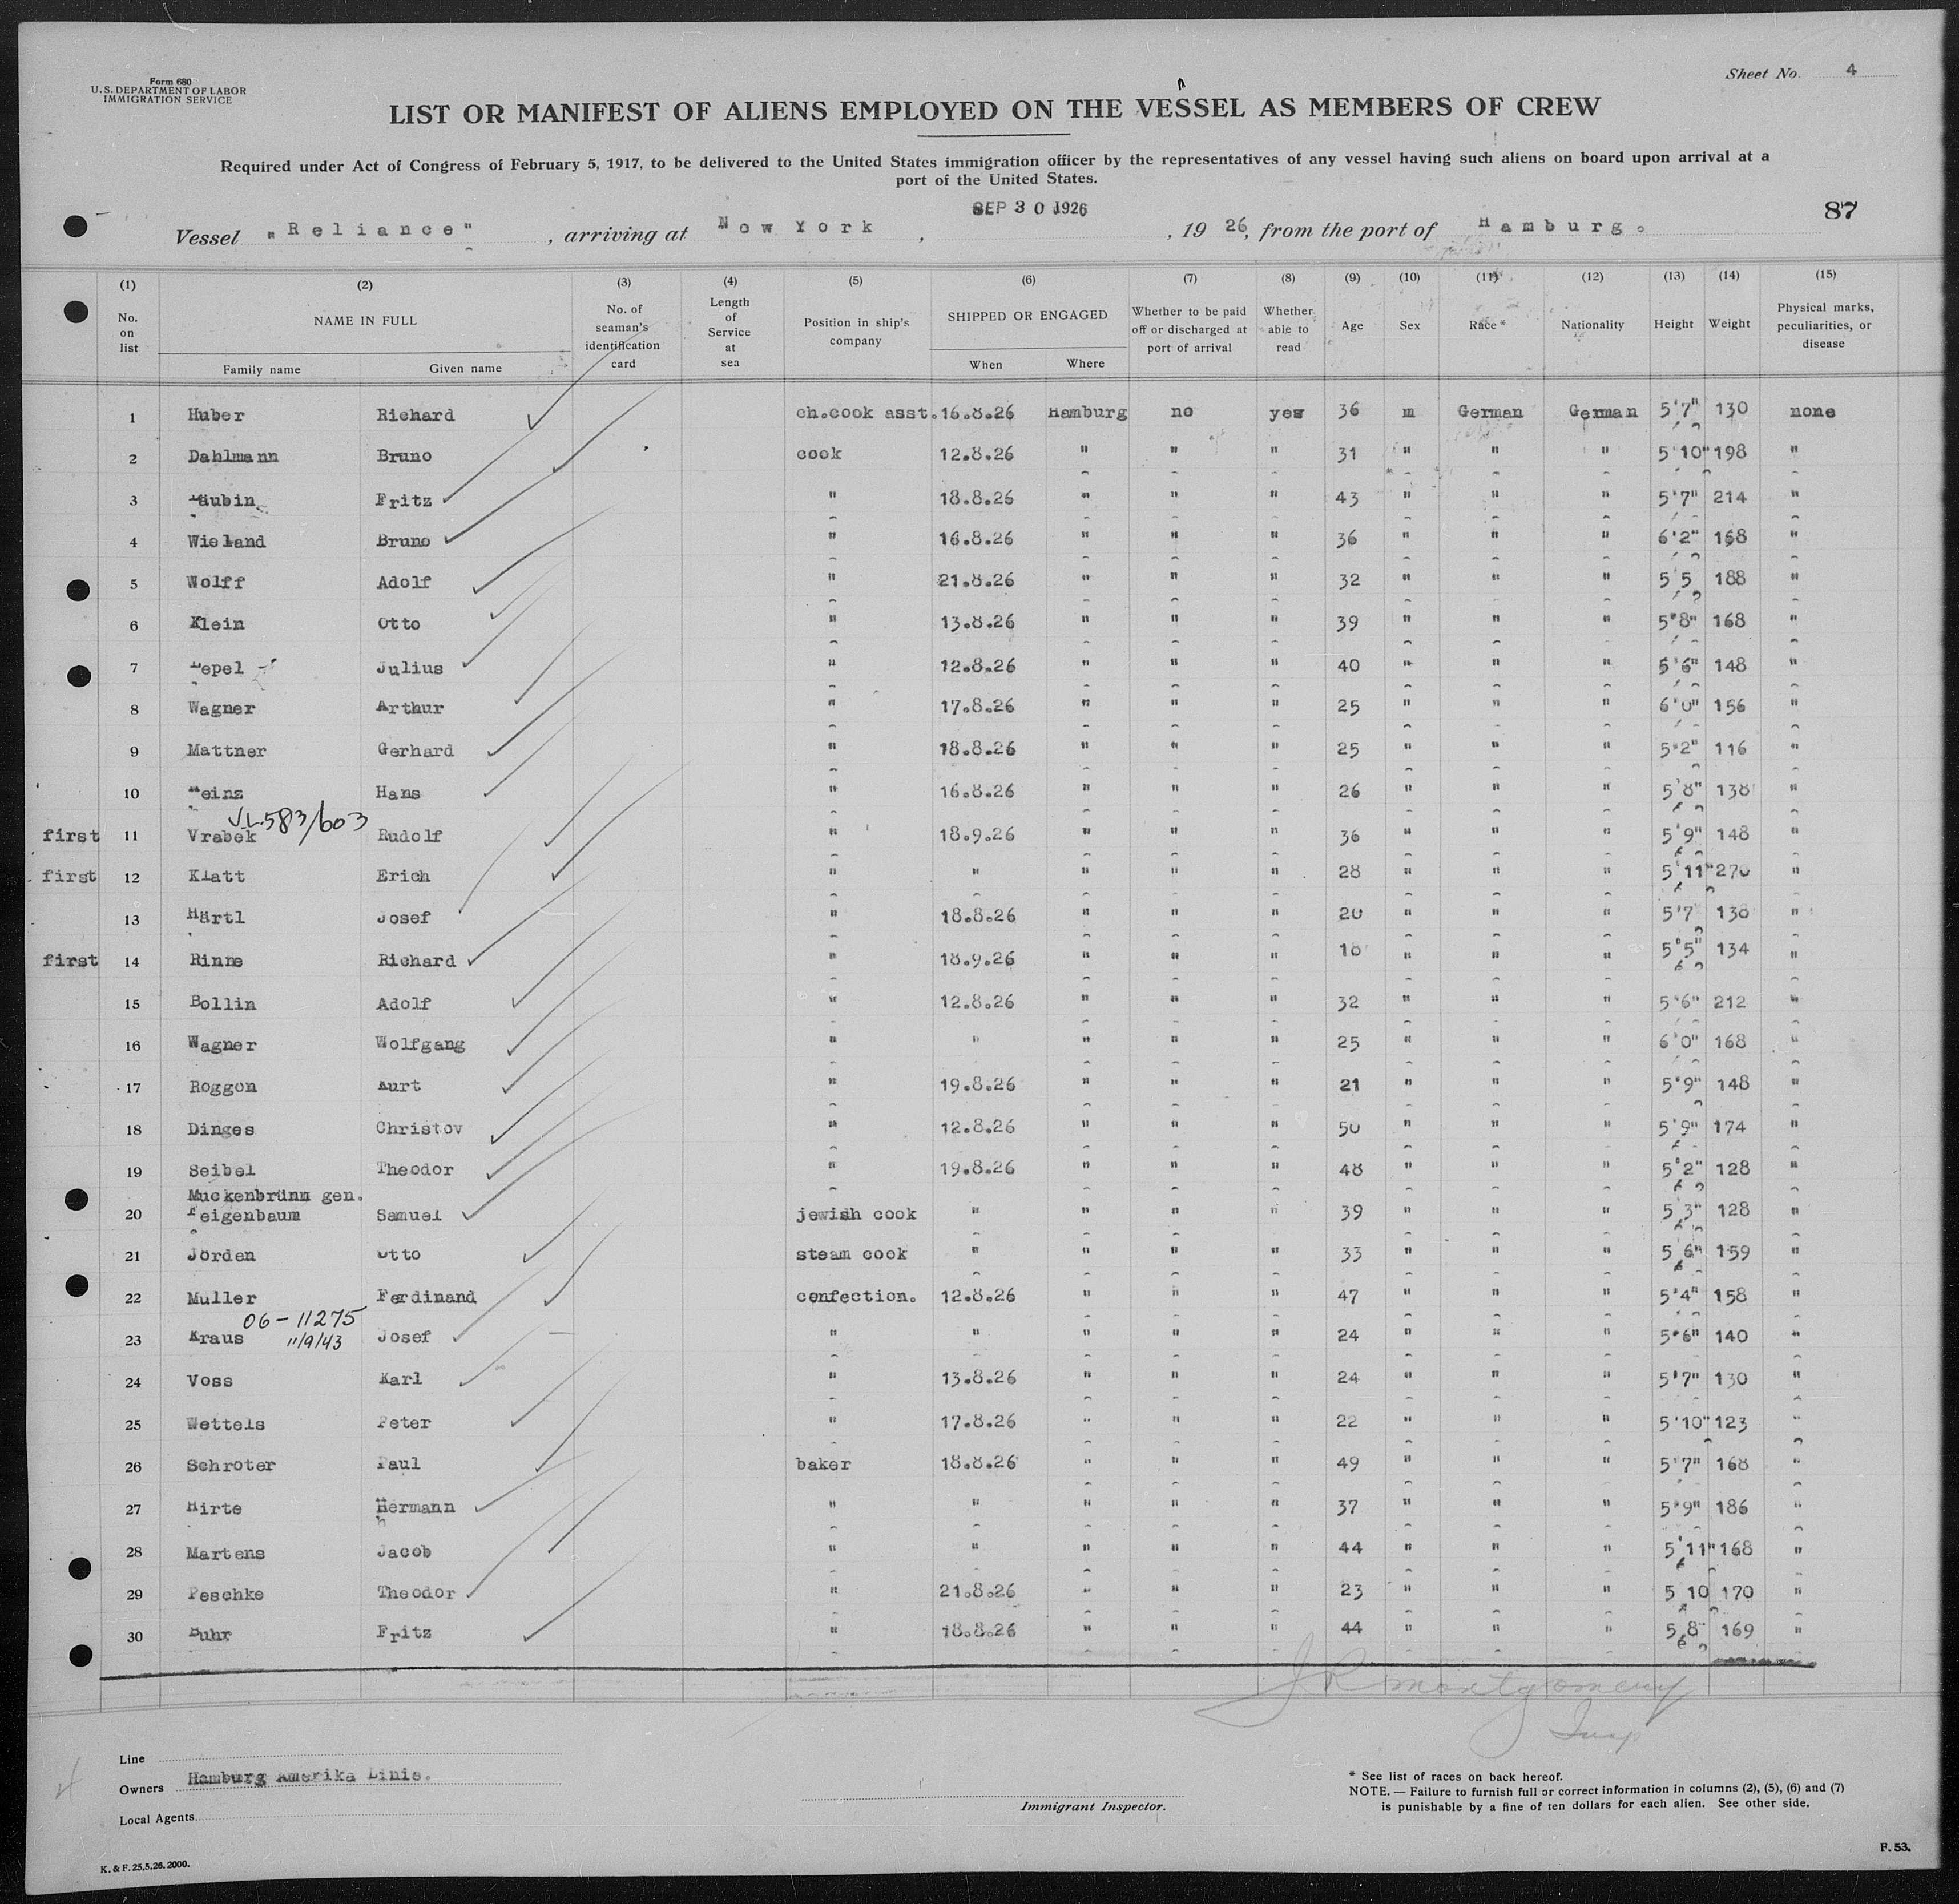 Form 680
U. S. DEPARTMENT OF LABOR
IMMIGRATION SERVICE
Sheet No. 4
LIST OR MANIFEST OF ALIENS EMPLOYED ON THE VESSEL AS MEMBERS OF CREW
Required under Act of Congress of February 5, 1917, to be delivered to the United States immigration officer by the representatives of any vessel having such aliens on board upon arrival at a
port of the United States.
SEP 30 1926
87
Vessel "Reliance", arriving at New York, , 19 26, from the port of Hamburg.
(1) (2) (3) (4) (5) (6) (7) (8) (9) (10) (11) (12) (13) (14) (15)
No. on list NAME IN FULL Family name Given name No. of seaman's identification card Length of Service at sea Position in ship's company SHIPPED OR ENGAGED When Where Whether to be paid off or discharged at port of arrival Whether able to read Age Sex Race* Nationality Height Weight Physical marks, peculiarities, or disease
1 Huber Richard ch.cook asst. 16.8.26 Hamburg no yes 36 m German German 5'7" 130 none
2 Dahlmann Bruno cook 12.8.26 " " " 31 " " " 5'10" 198 "
3 Fritz " 18.8.26 " " " 43 " " " 5'7" 214 "
4 Wieland Bruno " 16.8.26 " " " 36 " " " 6'2" 168 "
5 Wolff Adolf " 21.8.26 " " " 32 " " " 5 5 188 "
6 Klein Otto " 13.8.26 " " " 39 " " " 5'8" 168 "
7 Julius " 12.8.26 " " " 40 " " " 5'6" 148 "
8 Wagner Arthur " 17.8.26 " " " 25 " " " 6'0" 156 "
9 Mattner Gerhard " 18.8.26 " " " 25 " " " 5'2" 116 "
10 Heinz Hans " 16.8.26 " " " 26 " " " 5'8" 138 "
V.L.583/603
first 11 Vrabek Rudolf " 18.9.26 " " " 36 " " " 5'9" 148 "
first 12 Klatt Erich " " " " " 28 " " " 5'11" 270 "
13 Härtl Josef " 18.8.26 " " " 20 " " " 5'7 138 "
first 14 Rinne Richard " 18.9.26 " " " 18 " " " 5'5" 134 "
15 Bollin Adolf " 12.8.26 " " " 32 " " " 5'6" 212 "
16 Wagner Wolfgang " " " " " 25 " " " 6'0" 168 "
17 Roggon Kurt " 19.8.26 " " " 21 " " " 5'9" 148 "
18 Dinges Christov " 12.8.26 " " " 50 " " " 5'9" 174 "
19 Seibel Theodor " 19.8.26 " " " 48 " " " 5'2" 128 "
Muckenbrünn gen.
20 Feigenbaum Samuel jewish cook " " " " 39 " " " 5 3" 128 "
21 Jörden Otto steam cook " " " " 33 " " " 5 6" 159 "
22 Muller Ferdinand confection. 12.8.26 " " " 47 " " " 5'4" 158 "
06-11275
23 Kraus 11/9/43 Josef " " " " " 24 " " " 5'6" 140 "
24 Voss Karl " 13.8.26 " " " 24 " " " 5'7" 130 "
25 Wettels Peter " 17.8.26 " " " 22 " " " 5'10" 123 "
26 Schroter Paul baker 18.8.26 " " " 49 " " " 5'7" 168 "
27 Hirte Hermann " " " " " 37 " " " 5'9" 186 "
28 Martens Jacob " " " " " 44 " " " 5'11" 168 "
29 Peschke Theodor " 21.8.26 " " " 23 " " " 5 10 170 "
30 Buhr Fritz " 18.8.26 " " " 44 " " " 5 8" 169 "
J R Montgomery
Insp
4
Line
Owners Hamburg Amerika Linie.
Local Agents
Immigrant Inspector.
* See list of races on back hereof.
NOTE. — Failure to furnish full or correct information in columns (2), (5), (6) and (7)
is punishable by a fine of ten dollars for each alien. See other side.
K. & F. 25.5.26. 2000.
F. 53.